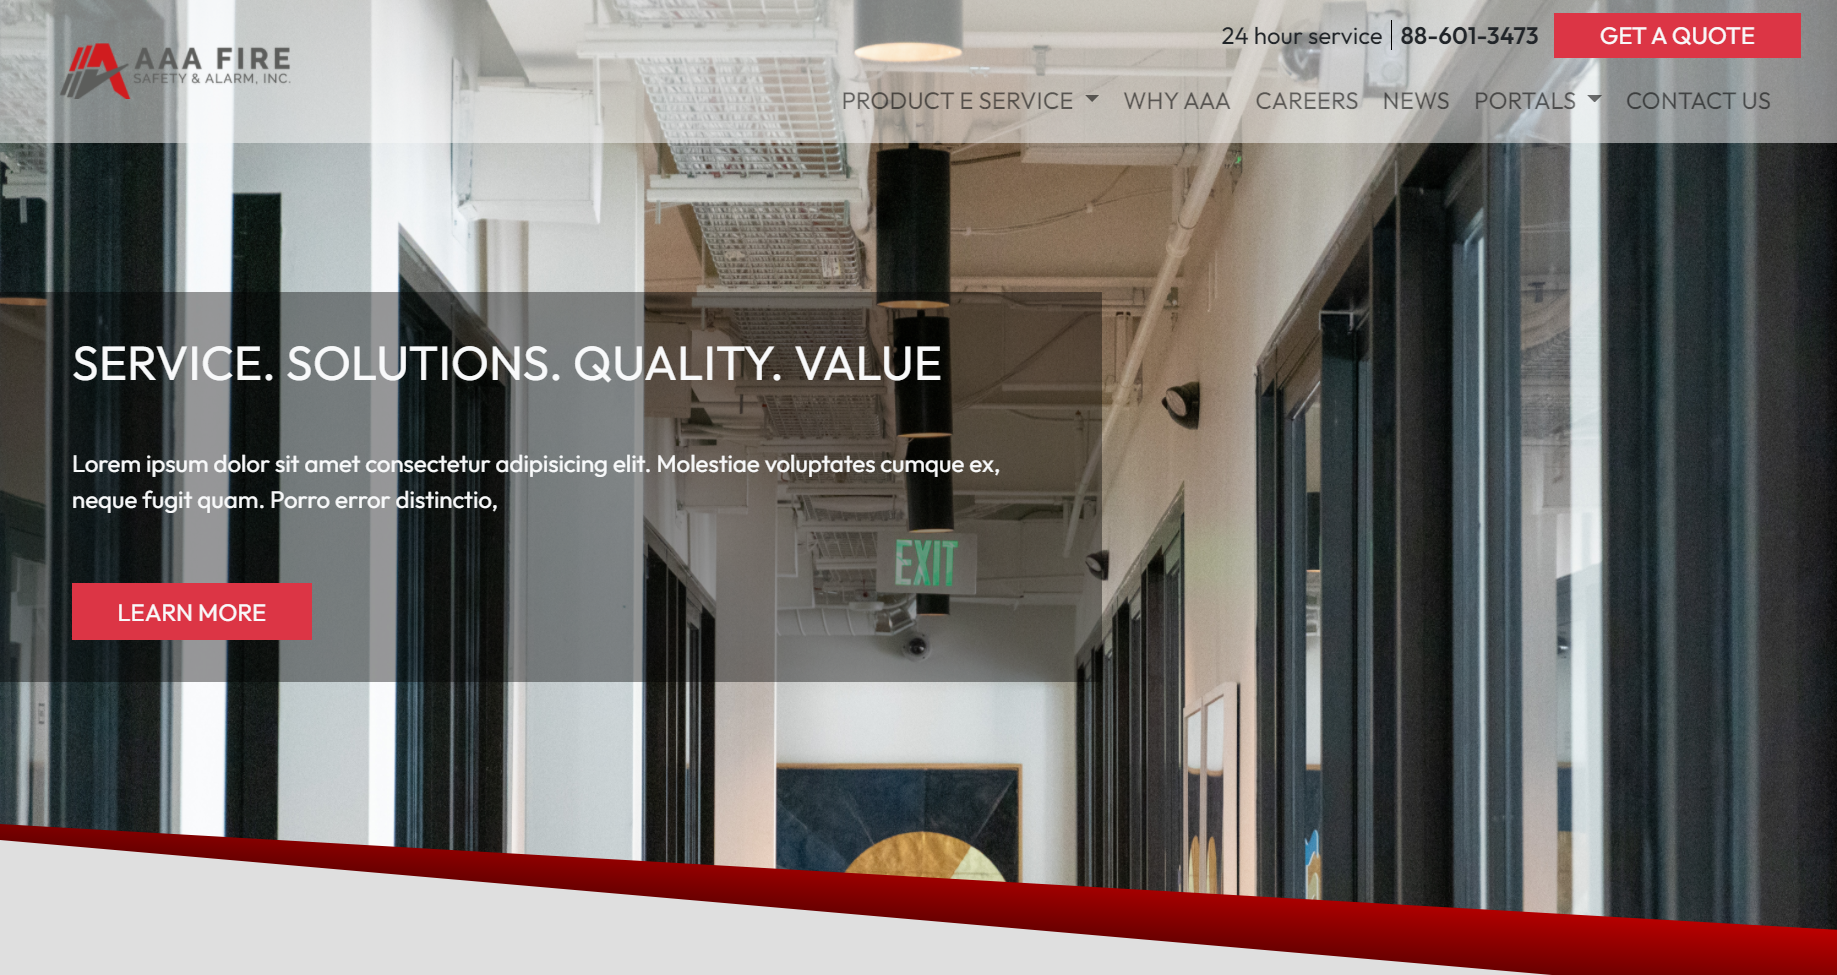 24 hour service | 88-601-3473 GET A QUOTE
AAA FIRE
SAFETY & ALARM, INC.
PRODUCT E SERVICE WHY AAA CAREERS NEWS PORTALS CONTACT US
SERVICE. SOLUTIONS. QUALITY. VALUE
Lorem ipsum dolor sit amet consectetur adipisicing elit. Molestiae voluptates cumque ex,
neque fugit quam. Porro error distinctio,
EXIT
LEARN MORE